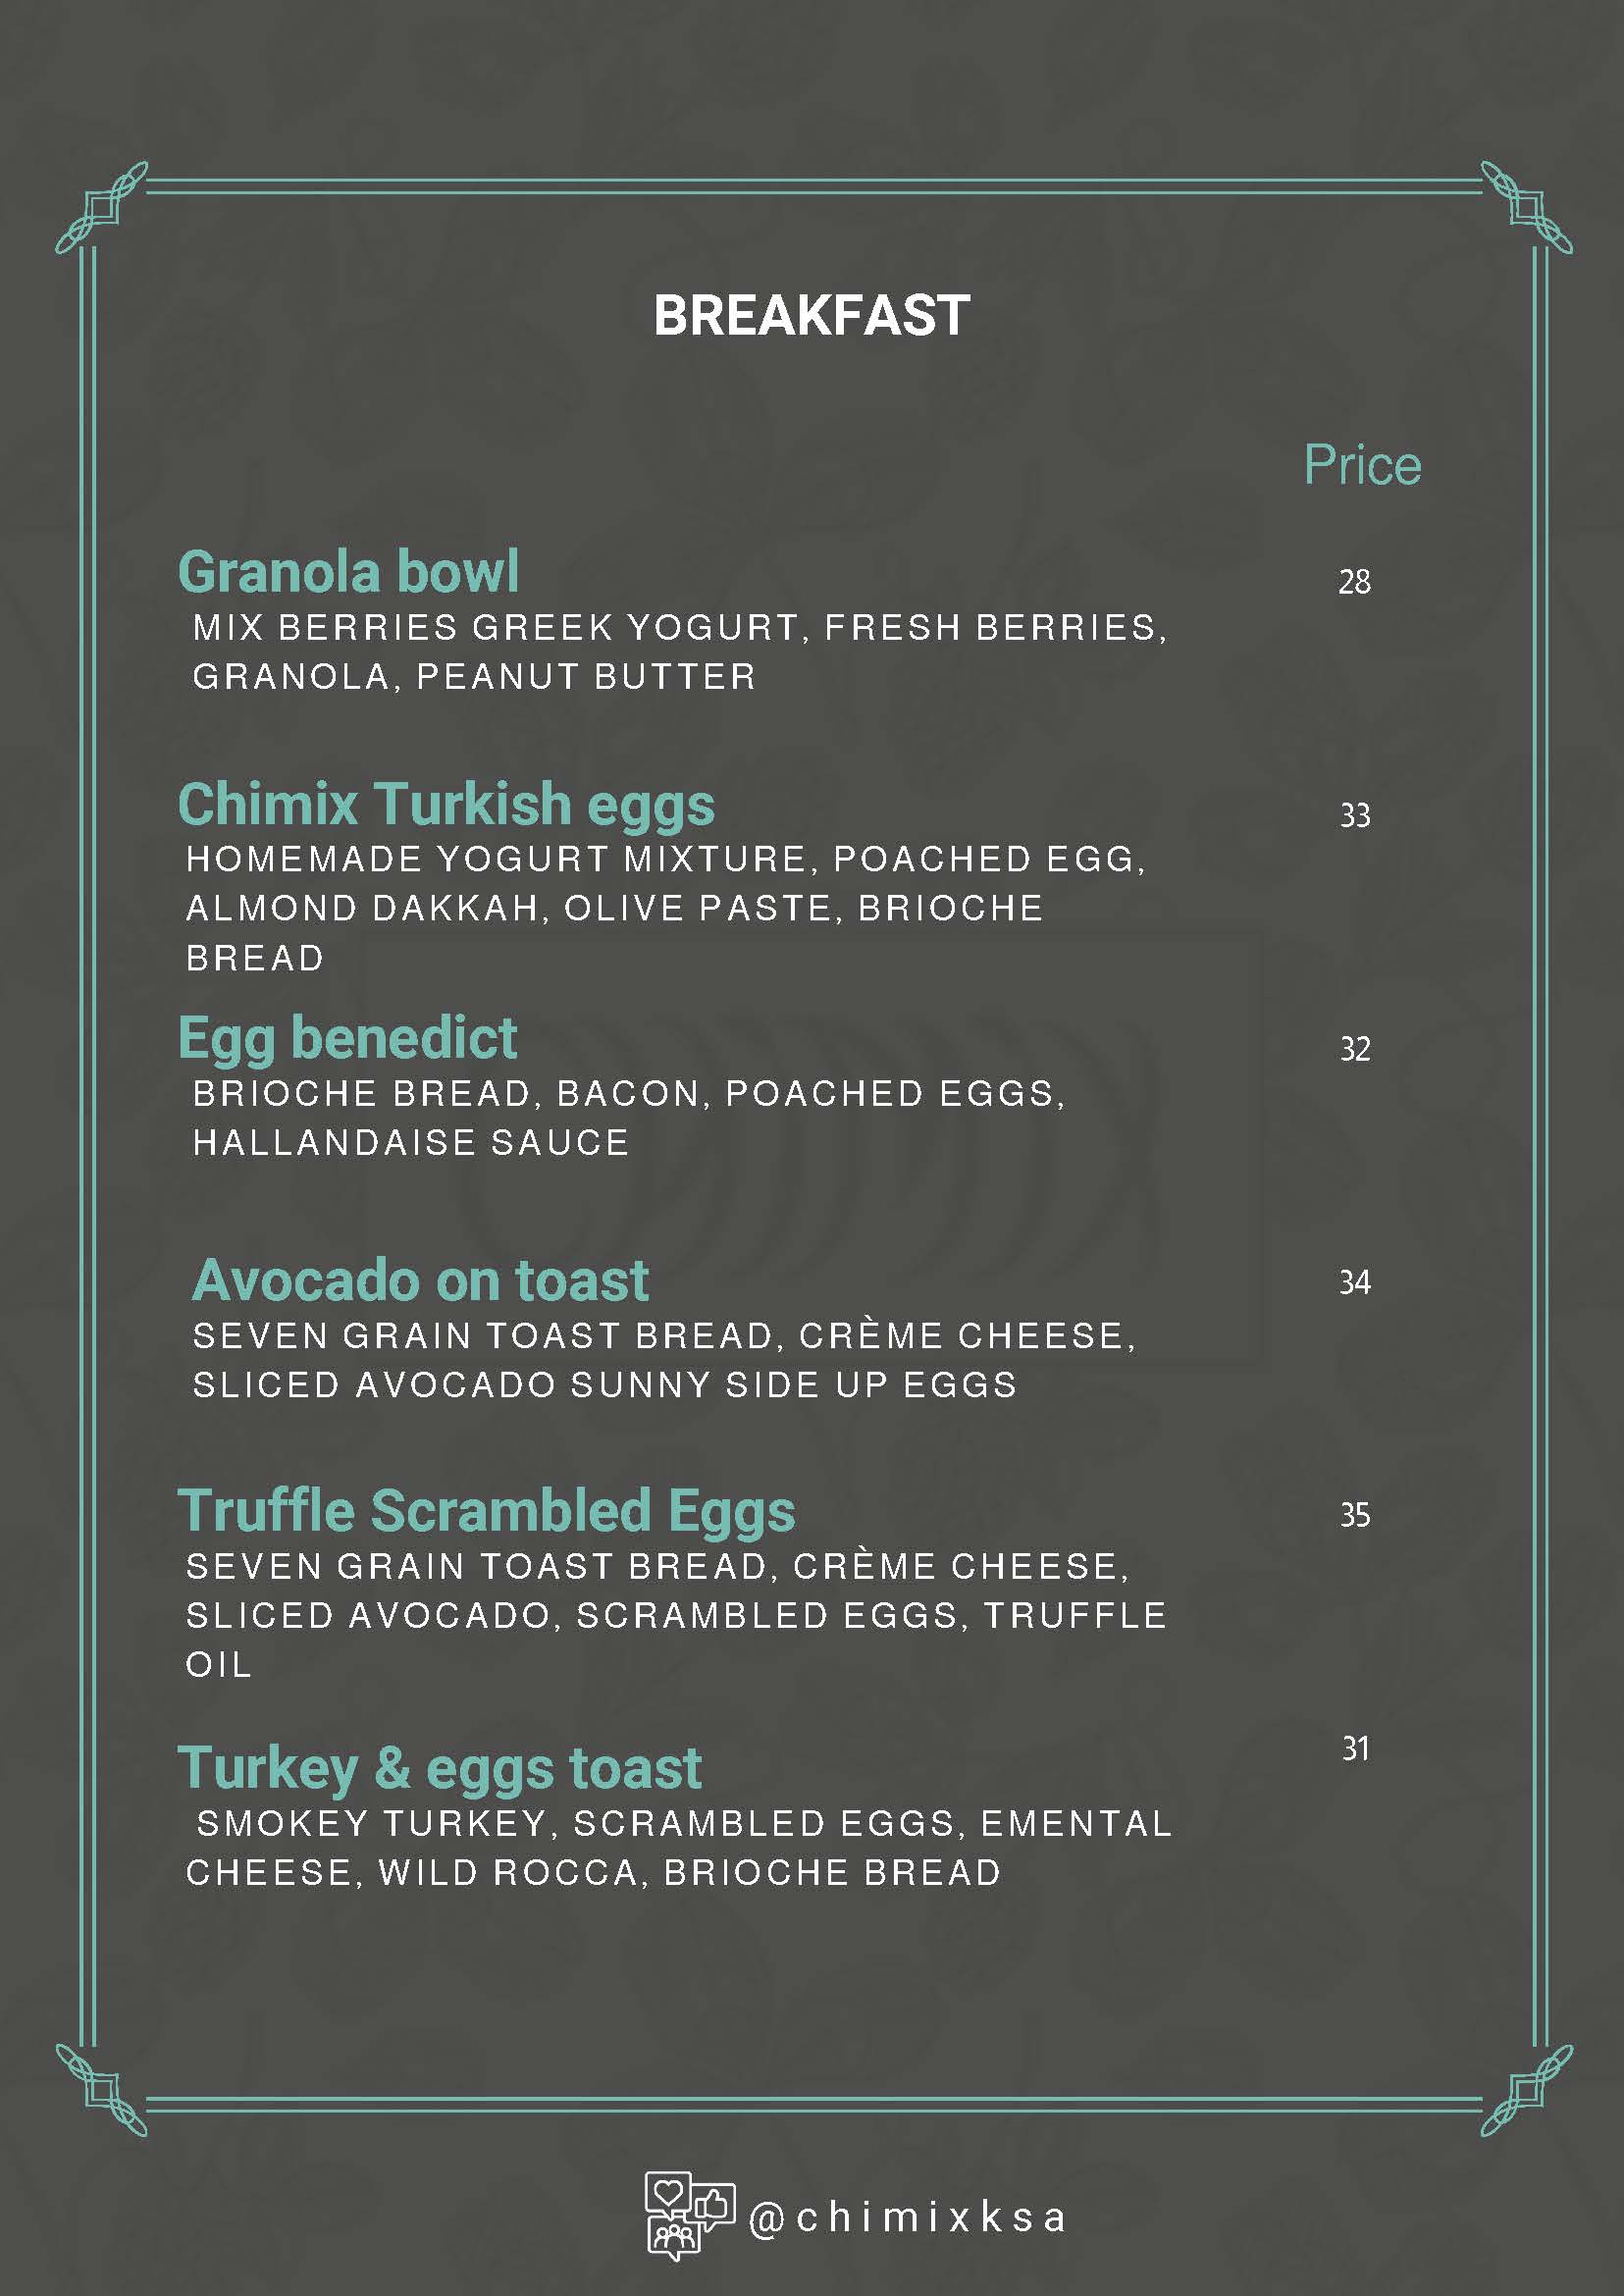 BREAKFAST
Price
Granola bowl 28
MIX BERRIES GREEK YOGURT, FRESH BERRIES,
GRANOLA, PEANUT BUTTER
Chimix Turkish eggs 33
HOMEMADE YOGURT MIXTURE, POACHED EGG,
ALMOND DAKKAH, OLIVE PASTE, BRIOCHE
BREAD
Egg benedict 32
BRIOCHE BREAD, BACON, POACHED EGGS,
HALLANDAISE SAUCE
Avocado on toast 34
SEVEN GRAIN TOAST BREAD, CRÈME CHEESE,
SLICED AVOCADO SUNNY SIDE UP EGGS
Truffle Scrambled Eggs 35
SEVEN GRAIN TOAST BREAD, CRÈME CHEESE,
SLICED AVOCADO, SCRAMBLED EGGS, TRUFFLE
OIL
Turkey & eggs toast 31
SMOKEY TURKEY, SCRAMBLED EGGS, EMENTAL
CHEESE, WILD ROCCA, BRIOCHE BREAD
@chimixksa